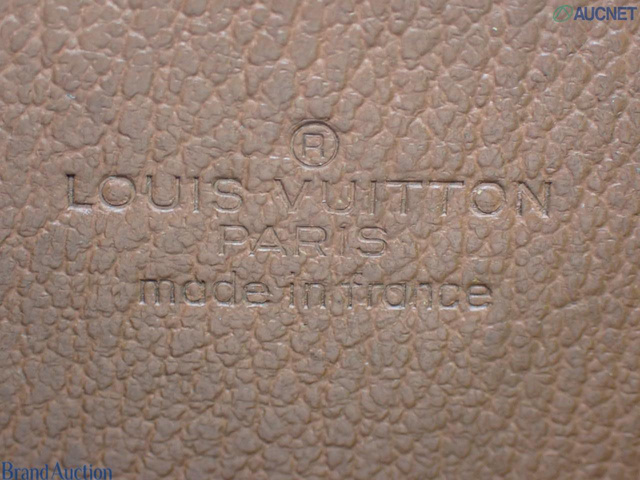 AUCNET
®
LOUIS VUITTON
PARIS
made in france
Brand Auction